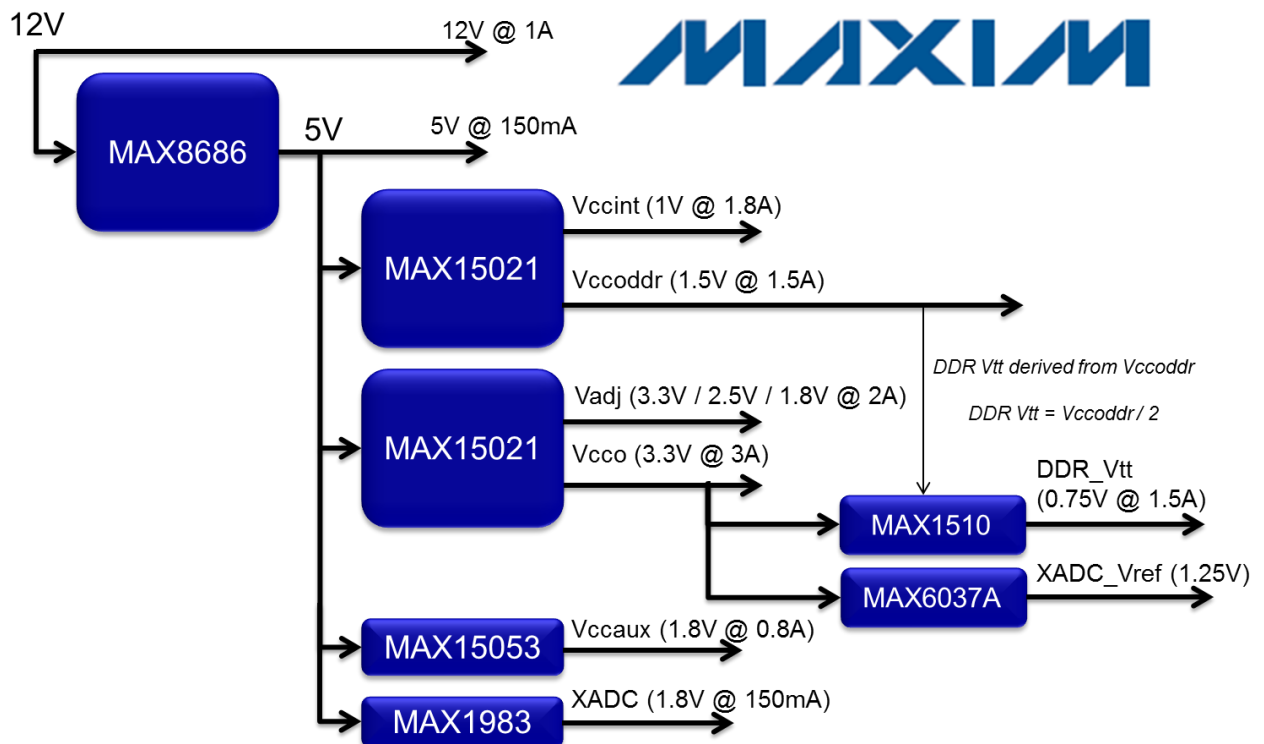 12V
12V @ 1A
MAXIM
MAX8686
5V
5V @ 150mA
MAX15021
Vccint (1V @ 1.8A)
Vccoddr (1.5V @ 1.5A)
DDR Vtt derived from Vccoddr
DDR Vtt = Vccoddr / 2
MAX15021
Vadj (3.3V / 2.5V / 1.8V @ 2A)
Vcco (3.3V @ 3A)
MAX1510
DDR_Vtt
(0.75V @ 1.5A)
MAX6037A
XADC_Vref (1.25V)
MAX15053
Vccaux (1.8V @ 0.8A)
MAX1983
XADC (1.8V @ 150mA)